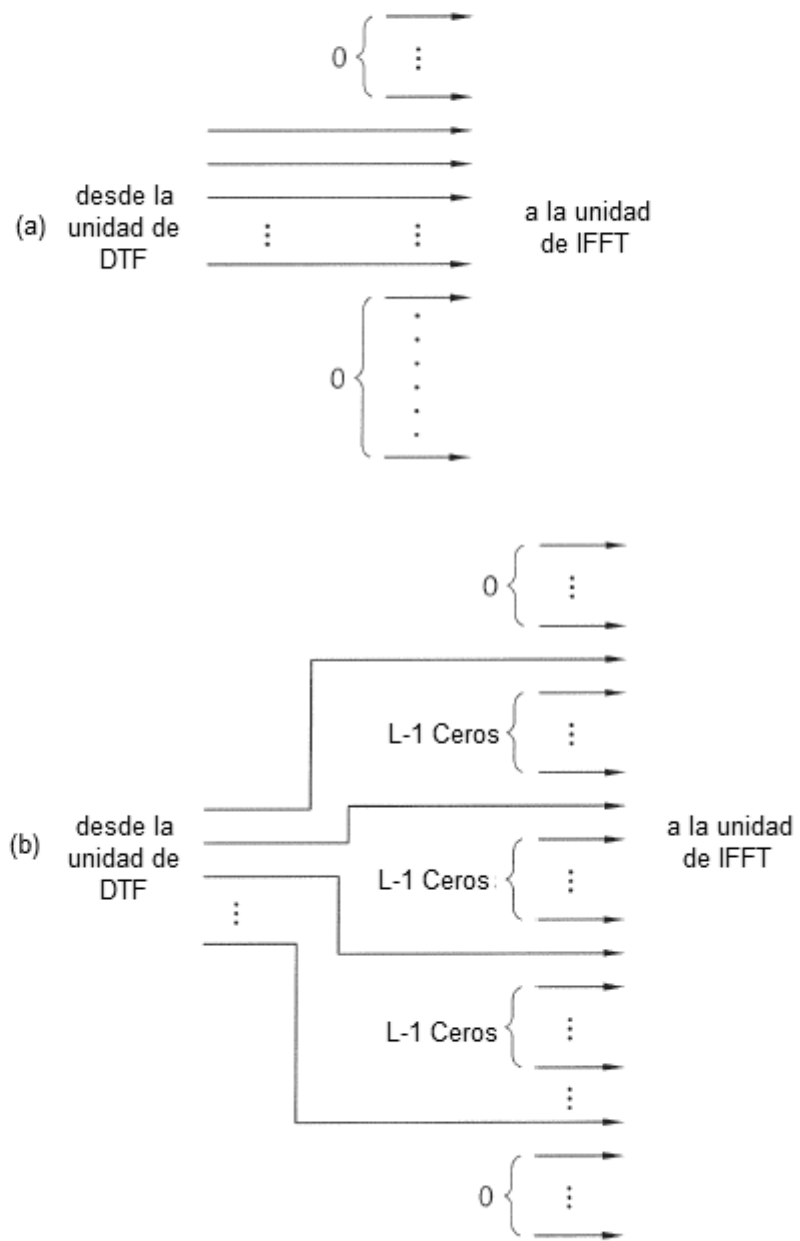 0
desde la
(a) unidad de
DTF
a la unidad
de IFFT
0
0
L-1 Ceros
desde la
(b) unidad de
DTF
a la unidad
de IFFT
L-1 Ceros
L-1 Ceros
0